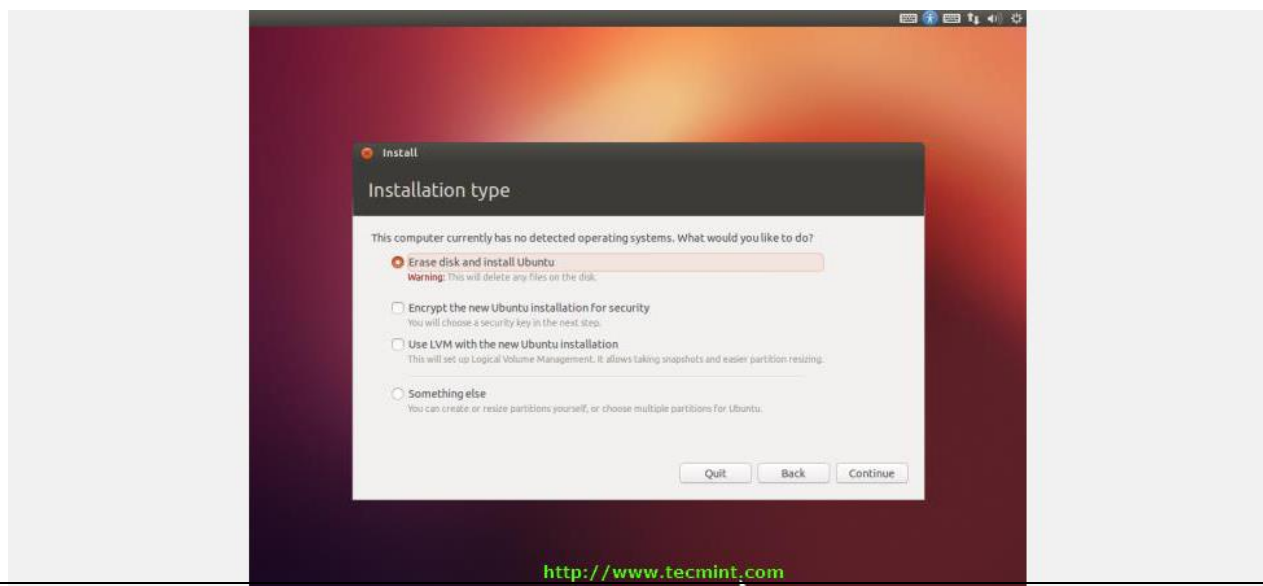 Install
Installation type
This computer currently has no detected operating systems. What would you like to do?
Erase disk and install Ubuntu
Warning: This will delete any files on the disk.
Encrypt the new Ubuntu installation for security
You will choose a security key in the next step.
Use LVM with the new Ubuntu installation
This will set up Logical Volume Management. It allows taking snapshots and easier partition resizing.
Something else
You can create or resize partitions yourself, or choose multiple partitions for Ubuntu.
Quit Back Continue
http://www.tecmint.com